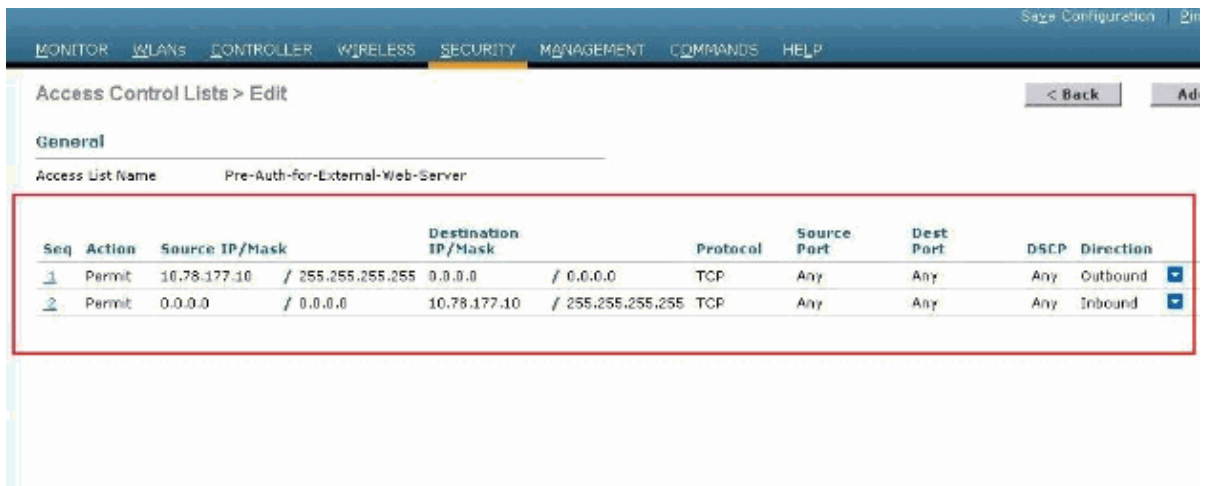 Save Configuration
MONITOR WLANs CONTROLLER WIRELESS SECURITY MANAGEMENT COMMANDS HELP
Access Control Lists > Edit
< Back
General
Access List Name Pre-Auth-for-External-Web-Server
Destination Source Dest
Seq Action Source IP/Mask IP/Mask Protocol Port Port DSCP Direction
1 Permit 10.78.177.10 / 255.255.255.255 0.0.0.0 / 0.0.0.0 TCP Any Any Any Outbound
2 Permit 0.0.0.0 / 0.0.0.0 10.78.177.10 / 255.255.255.255 TCP Any Any Any Inbound